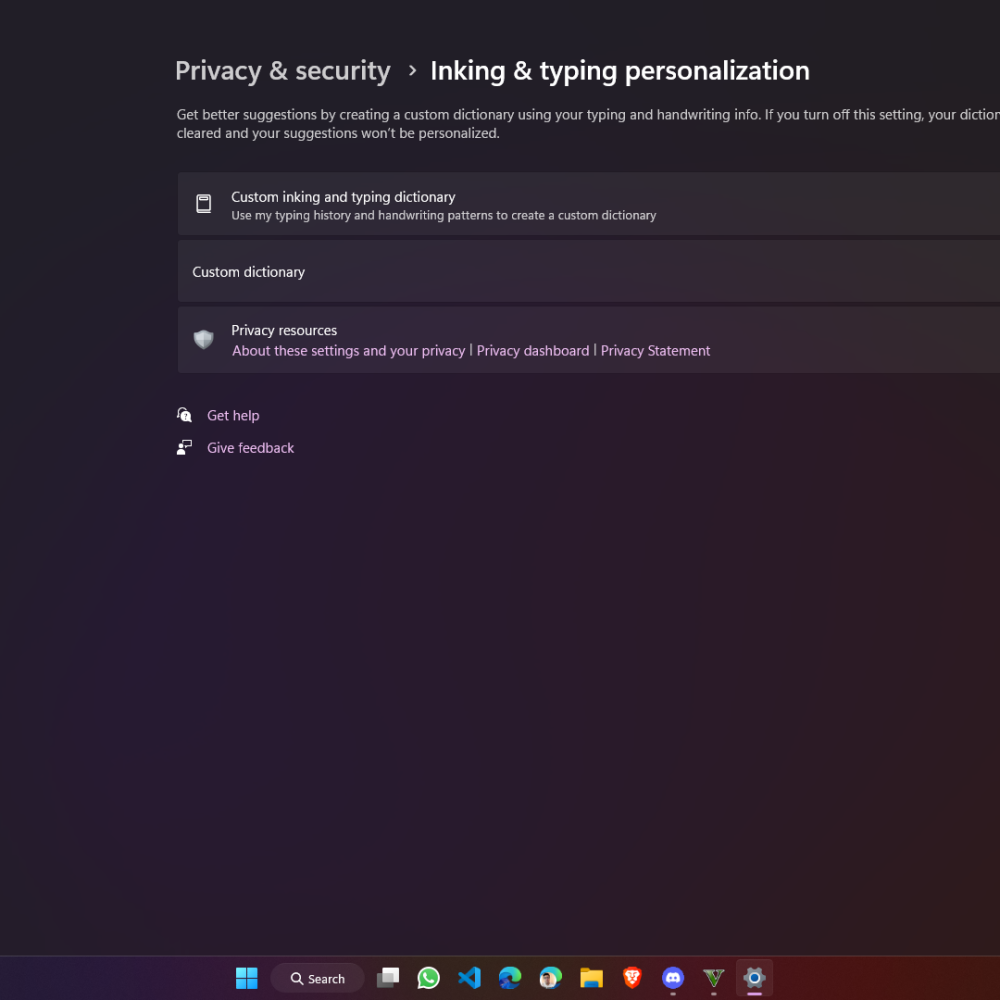 Privacy & security › Inking & typing personalization
Get better suggestions by creating a custom dictionary using your typing and handwriting info. If you turn off this setting, your diction
cleared and your suggestions won’t be personalized.
Custom inking and typing dictionary
Use my typing history and handwriting patterns to create a custom dictionary
Custom dictionary
Privacy resources
About these settings and your privacy | Privacy dashboard | Privacy Statement
Get help
Give feedback
Search